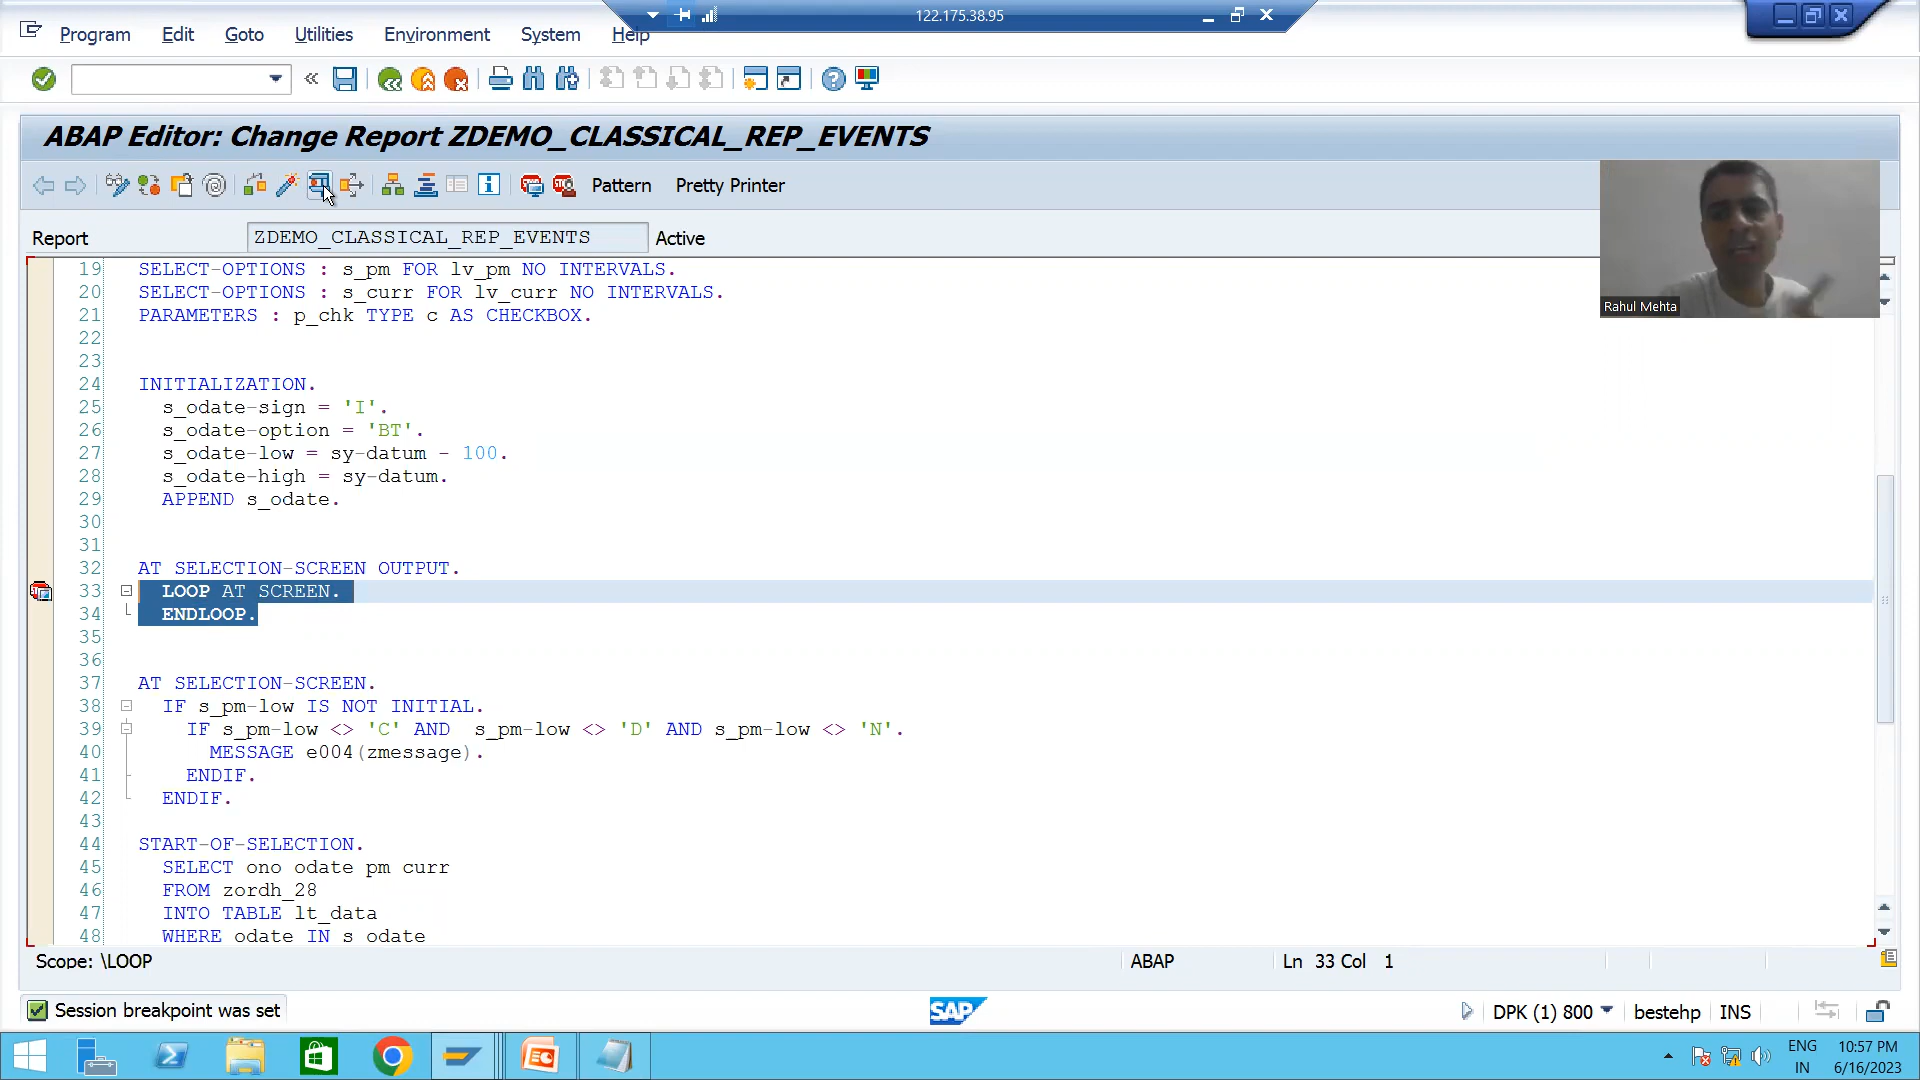 122.175.38.95
Program Edit Goto Utilities Environment System Help
ABAP Editor: Change Report ZDEMO_CLASSICAL_REP_EVENTS
Pattern Pretty Printer
Report ZDEMO_CLASSICAL_REP_EVENTS Active
Rahul Mehta
19 SELECT-OPTIONS : s_pm FOR lv_pm NO INTERVALS.
20 SELECT-OPTIONS : s_curr FOR lv_curr NO INTERVALS.
21 PARAMETERS : p_chk TYPE c AS CHECKBOX.
22
23
24 INITIALIZATION.
25 s_odate-sign = 'I'.
26 s_odate-option = 'BT'.
27 s_odate-low = sy-datum - 100.
28 s_odate-high = sy-datum.
29 APPEND s_odate.
30
31
32 AT SELECTION-SCREEN OUTPUT.
33 LOOP AT SCREEN.
34 ENDLOOP.
35
36
37 AT SELECTION-SCREEN.
38 IF s_pm-low IS NOT INITIAL.
39 IF s_pm-low <> 'C' AND s_pm-low <> 'D' AND s_pm-low <> 'N'.
40 MESSAGE e004(zmessage).
41 ENDIF.
42 ENDIF.
43
44 START-OF-SELECTION.
45 SELECT ono odate pm curr
46 FROM zordh_28
47 INTO TABLE lt_data
48 WHERE odate IN s_odate
Scope: \LOOP ABAP Ln 33 Col 1
Session breakpoint was set SAP DPK (1) 800 bestehp INS
ENG 10:57 PM
IN 6/16/2023